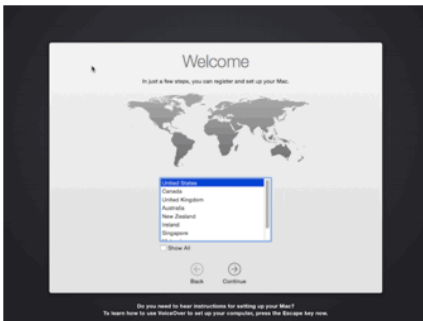 Welcome
In just a few steps, you can register and set up your Mac.
United States
Canada
United Kingdom
Australia
New Zealand
Ireland
Singapore
Show All
Back
Continue
Do you need to hear instructions for setting up your Mac?
To learn how to use VoiceOver to set up your computer, press the Escape key now.